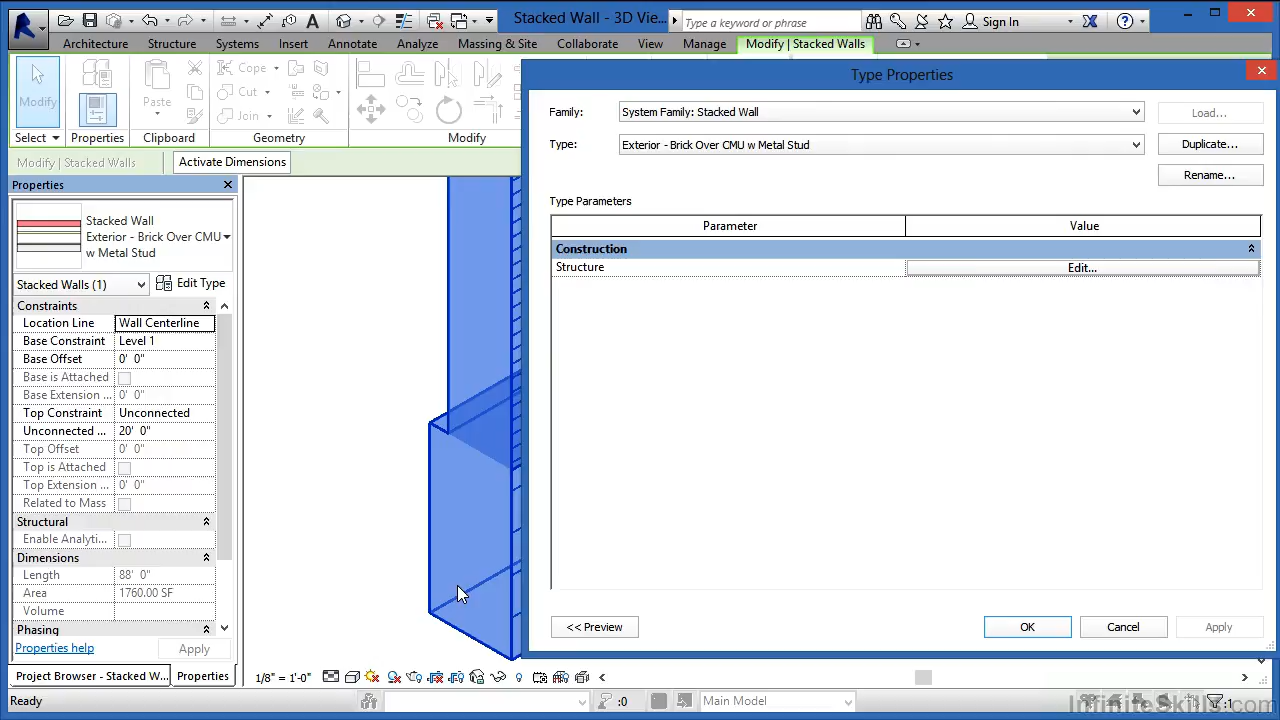 Stacked Wall - 3D Vie...
Type a keyword or phrase
Sign In
Architecture Structure Systems Insert Annotate Analyze Massing & Site Collaborate View Manage Modify | Stacked Walls
Modify
Cope
Cut
Join
Paste
Select Properties Clipboard Geometry Modify
Modify | Stacked Walls
Activate Dimensions
Properties
Stacked Wall
Exterior - Brick Over CMU
w Metal Stud
Stacked Walls (1)
Edit Type
Constraints
Location Line Wall Centerline
Base Constraint Level 1
Base Offset 0' 0"
Base is Attached
Base Extension ... 0' 0"
Top Constraint Unconnected
Unconnected ... 20' 0"
Top Offset 0' 0"
Top is Attached
Top Extension ... 0' 0"
Related to Mass
Structural
Enable Analyti...
Dimensions
Length 88' 0"
Area 1760.00 SF
Volume
Phasing
Properties help
Apply
Project Browser - Stacked W...
Properties
1/8" = 1'-0"
Ready
:0
Main Model
:1
Type Properties
Family:
System Family: Stacked Wall
Load...
Type:
Exterior - Brick Over CMU w Metal Stud
Duplicate...
Rename...
Type Parameters
Parameter Value
Construction
Structure Edit...
<< Preview
OK
Cancel
Apply
InfiniteSkills.com